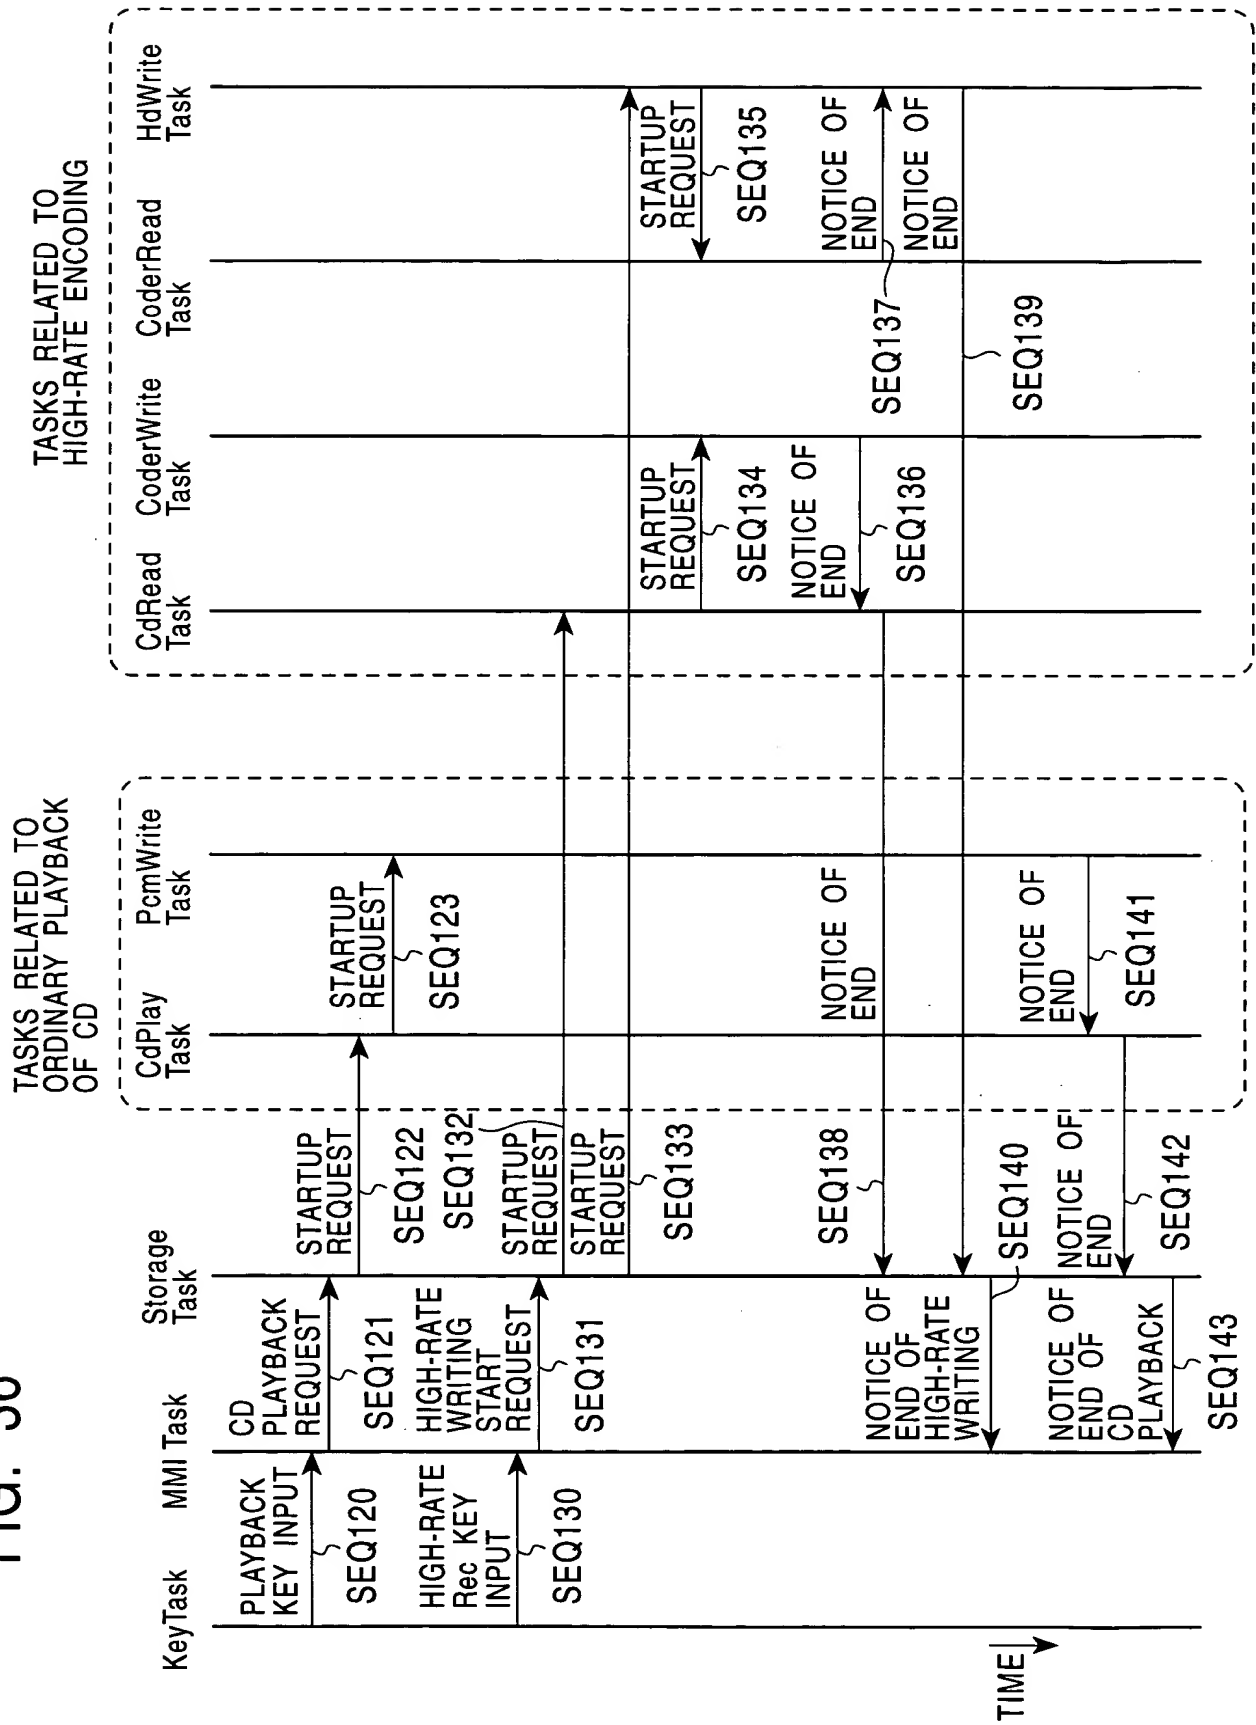 FIG.
TASKS RELATED TO
ORDINARY PLAYBACK
OF CD
TASKS RELATED TO
HIGH-RATE ENCODING
KeyTask
MMI Task
Storage
Task
CdPlay
Task
PcmWrite
Task
CdRead
Task
CoderWrite
Task
CoderRead
Task
HdWrite
Task
PLAYBACK
KEY INPUT
SEQ120
CD
PLAYBACK
REQUEST
SEQ121
STARTUP
REQUEST
SEQ122
STARTUP
REQUEST
SEQ123
HIGH-RATE
Rec KEY
INPUT
SEQ130
HIGH-RATE
WRITING
START
REQUEST
SEQ131
SEQ132
STARTUP
REQUEST
STARTUP
REQUEST
SEQ133
STARTUP
REQUEST
SEQ134
STARTUP
REQUEST
SEQ135
NOTICE OF
END
SEQ136
NOTICE OF
END
SEQ137
NOTICE OF
END
SEQ138
NOTICE OF
END
SEQ139
NOTICE OF
END OF
HIGH-RATE
WRITING
SEQ140
NOTICE OF
END
SEQ141
NOTICE OF
END
SEQ142
NOTICE OF
END OF
CD
PLAYBACK
SEQ143
TIME